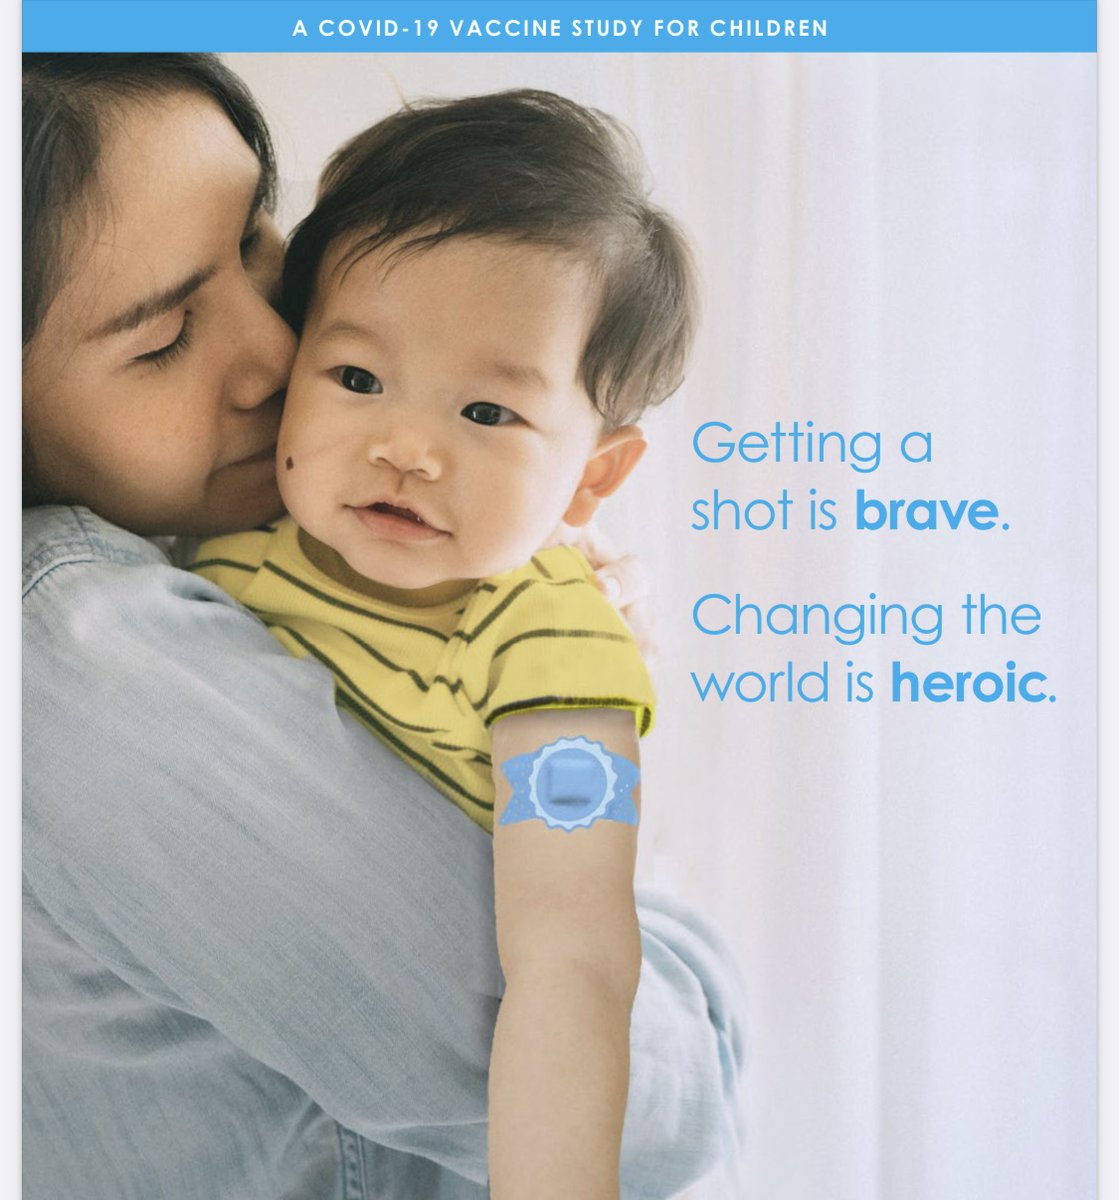 A COVID-19 VACCINE STUDY FOR CHILDREN
Getting a
shot is brave.
Changing the
world is heroic.